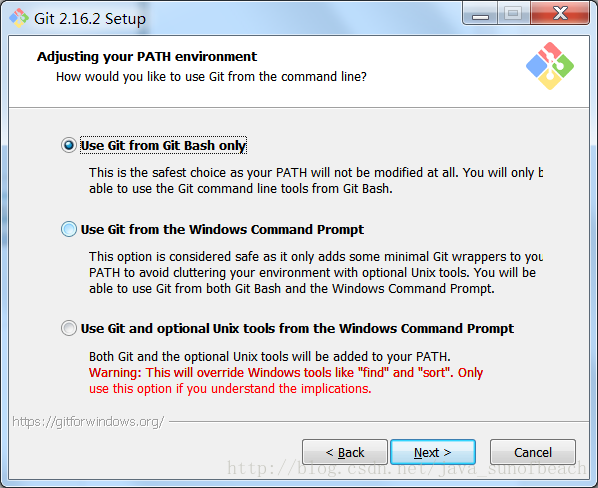 Git 2.16.2 Setup
Adjusting your PATH environment
How would you like to use Git from the command line?
Use Git from Git Bash only
This is the safest choice as your PATH will not be modified at all. You will only b
able to use the Git command line tools from Git Bash.
Use Git from the Windows Command Prompt
This option is considered safe as it only adds some minimal Git wrappers to you
PATH to avoid cluttering your environment with optional Unix tools. You will be
able to use Git from both Git Bash and the Windows Command Prompt.
Use Git and optional Unix tools from the Windows Command Prompt
Both Git and the optional Unix tools will be added to your PATH.
Warning: This will override Windows tools like "find" and "sort". Only
use this option if you understand the implications.
https://gitforwindows.org/
< Back
Next >
Cancel
http://blog.csdn.net/java_sunofbeach